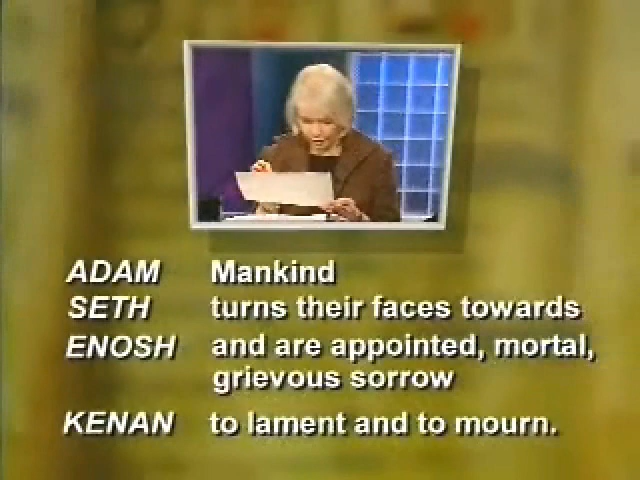 ADAM Mankind
SETH turns their faces towards
ENOSH and are appointed, mortal,
grievous sorrow
KENAN to lament and to mourn.